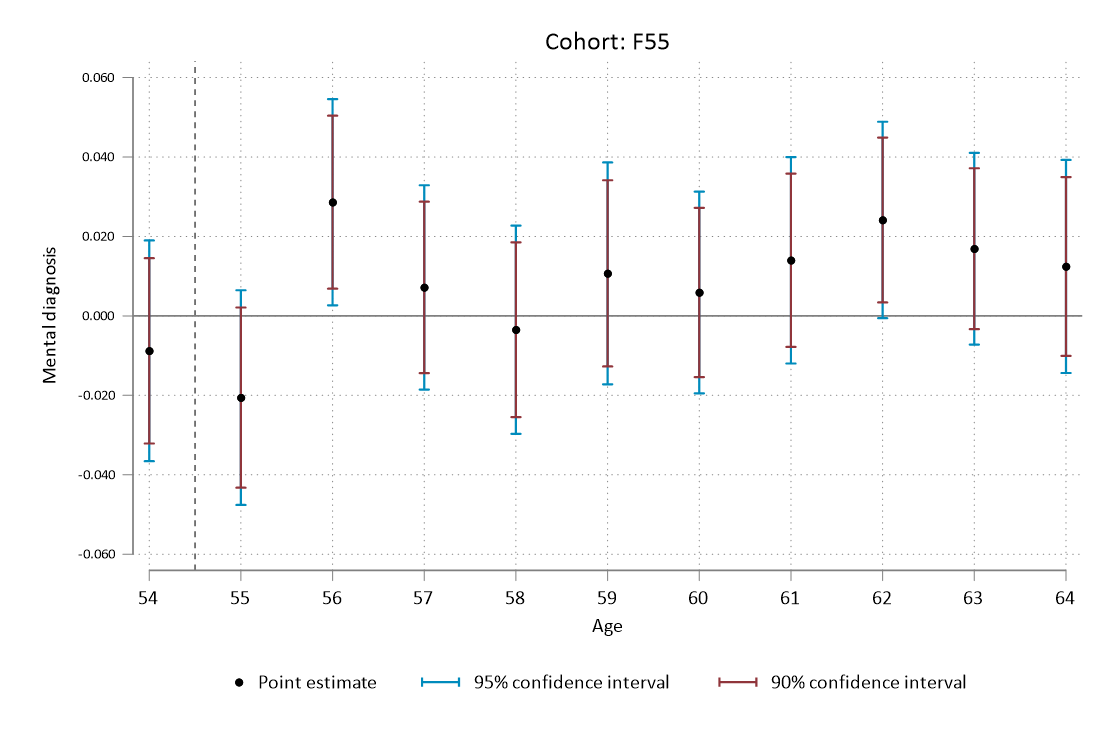 Cohort: F55
0.060
0.040
0.020
0.000
-0.020
-0.040
-0.060
Mental diagnosis
54 55 56 57 58 59 60 61 62 63 64
Age
Point estimate 95% confidence interval 90% confidence interval